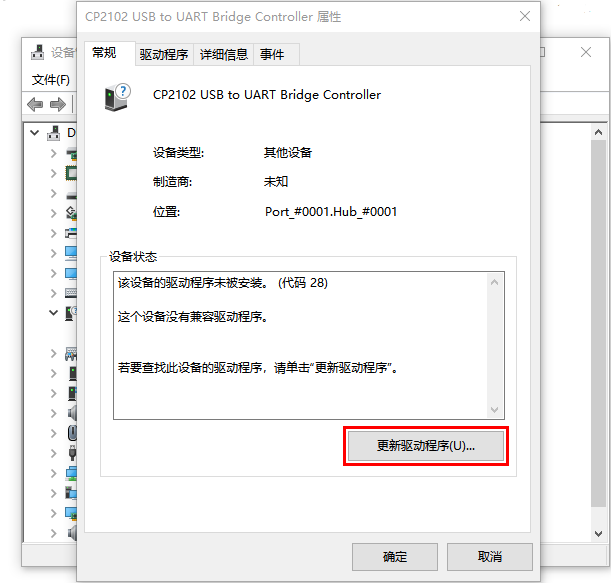 CP2102 USB to UART Bridge Controller 属性
设备
文件(F)
D
常规 驱动程序 详细信息 事件
CP2102 USB to UART Bridge Controller
设备类型: 其他设备
制造商: 未知
位置: Port_#0001.Hub_#0001
设备状态
该设备的驱动程序未被安装。 (代码 28)
这个设备没有兼容驱动程序。
若要查找此设备的驱动程序，请单击“更新驱动程序”。
更新驱动程序(U)...
确定 取消